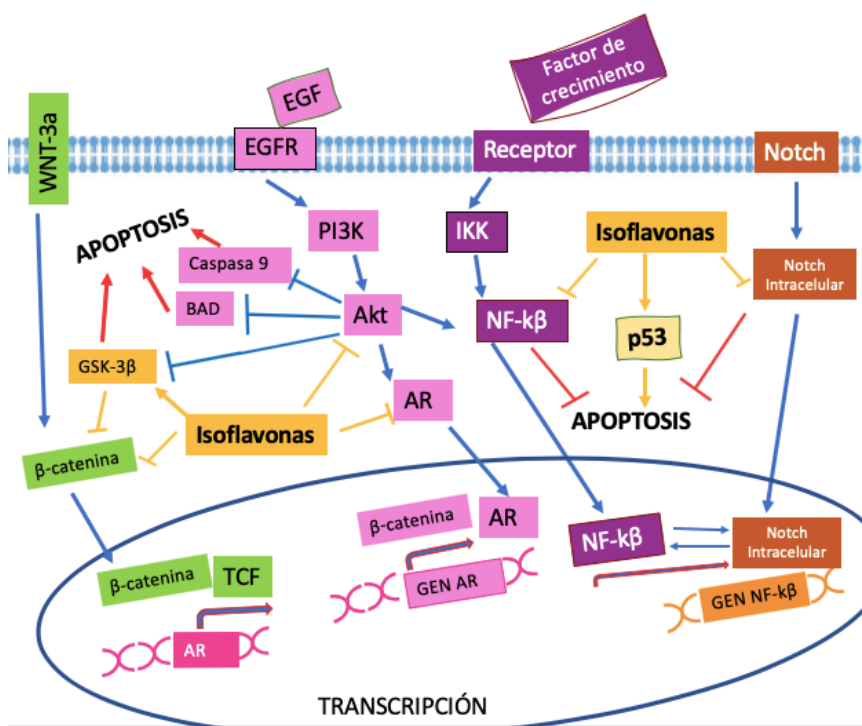 Factor de
crecimiento
EGF
WNT-3a
EGFR
Receptor
Notch
APOPTOSIS
PI3K
IKK
Isoflavonas
Caspasa 9
Notch
Intracelular
BAD
Akt
NF-kβ
p53
GSK-3β
AR
APOPTOSIS
Isoflavonas
β-catenina
β-catenina
AR
NF-kβ
Notch
Intracelular
β-catenina
TCF
GEN AR
GEN NF-kβ
AR
TRANSCRIPCIÓN